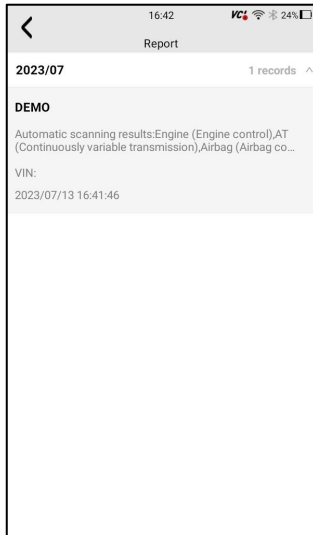 16:42
VCI 24%
Report
2023/07 1 records
DEMO
Automatic scanning results:Engine (Engine control),AT
(Continuously variable transmission),Airbag (Airbag co...
VIN:
2023/07/13 16:41:46